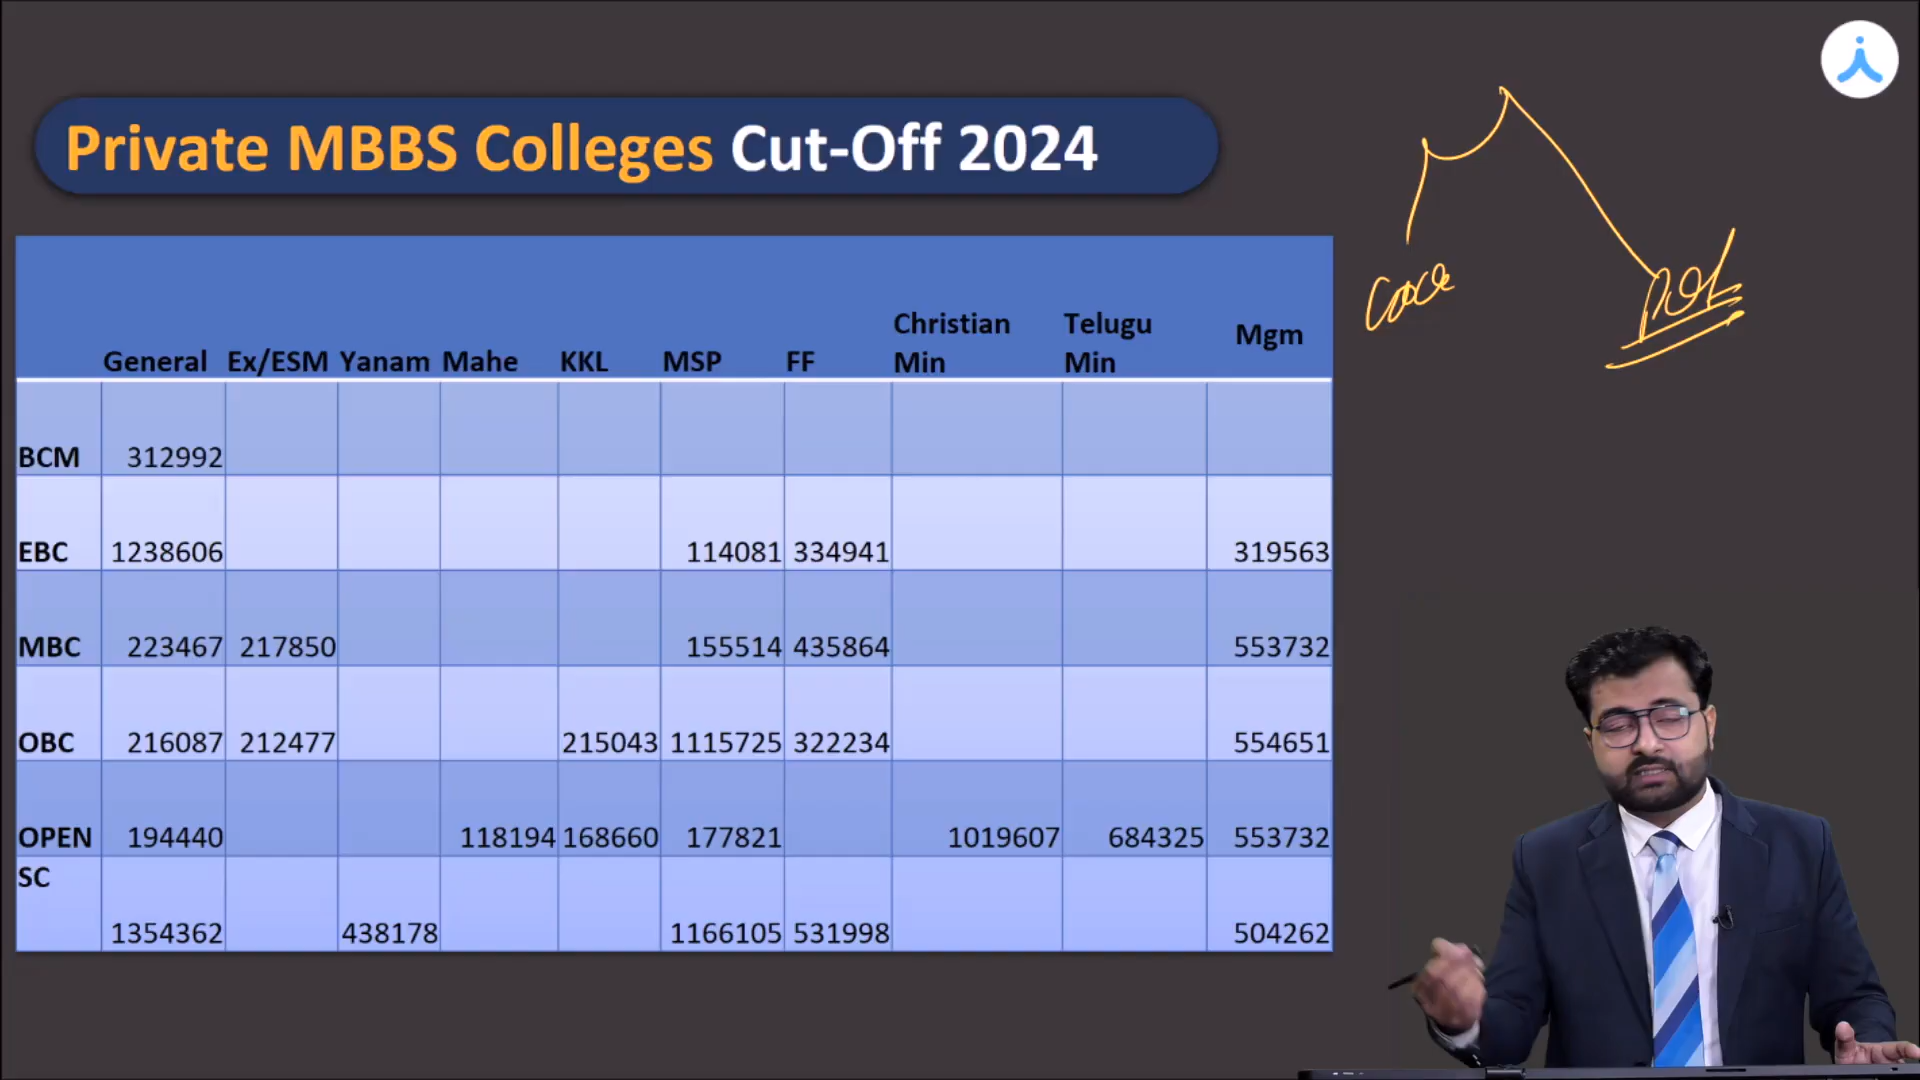 Private MBBS Colleges Cut-Off 2024
General Ex/ESM Yanam Mahe KKL MSP FF Christian Min Telugu Min Mgm
BCM 312992
EBC 1238606 114081 334941 319563
MBC 223467 217850 155514 435864 553732
OBC 216087 212477 215043 1115725 322234 554651
OPEN 194440 118194 168660 177821 1019607 684325 553732
SC 1354362 438178 1166105 531998 504262